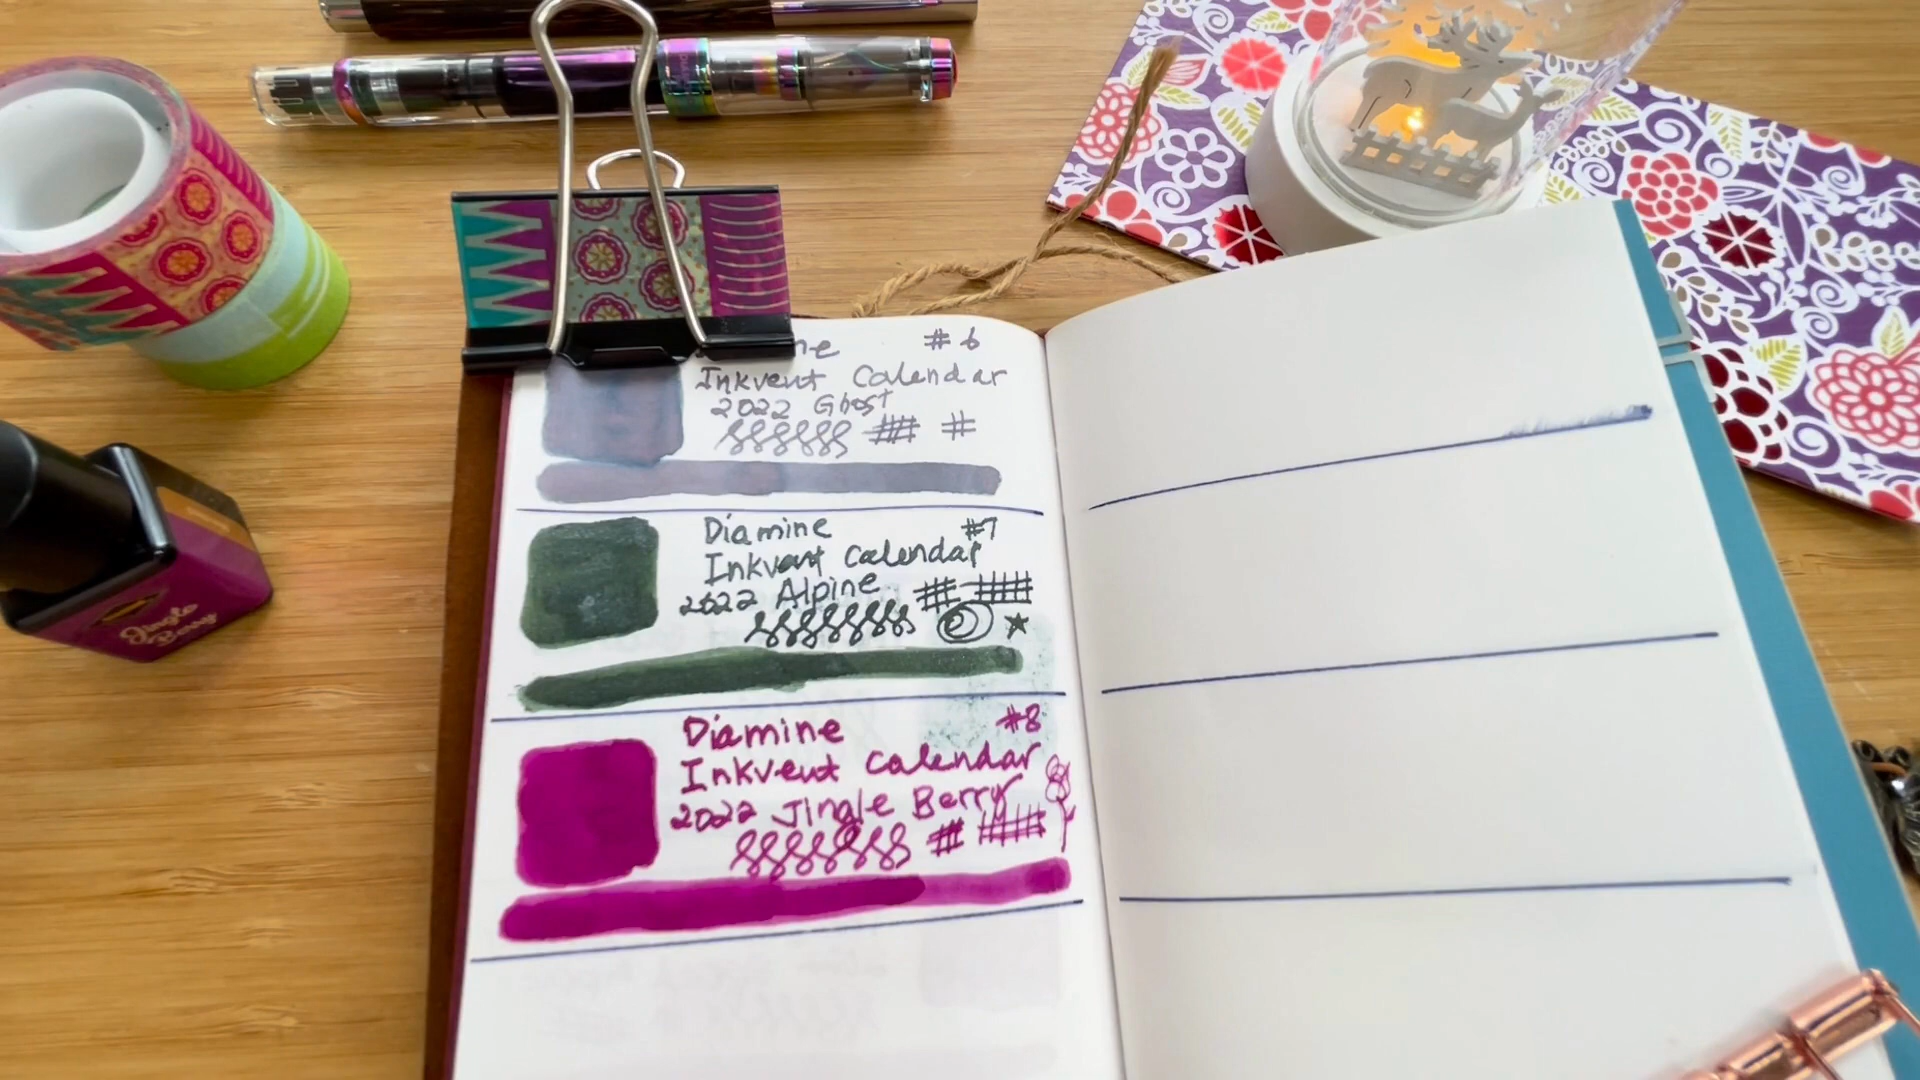 #6
Inkvent Calendar
2022 Ghost
Diamine #7
Inkvent Calendar
2022 Alpine
Diamine #8
Inkvent Calendar
2022 Jingle Berry
Jingle
Berry